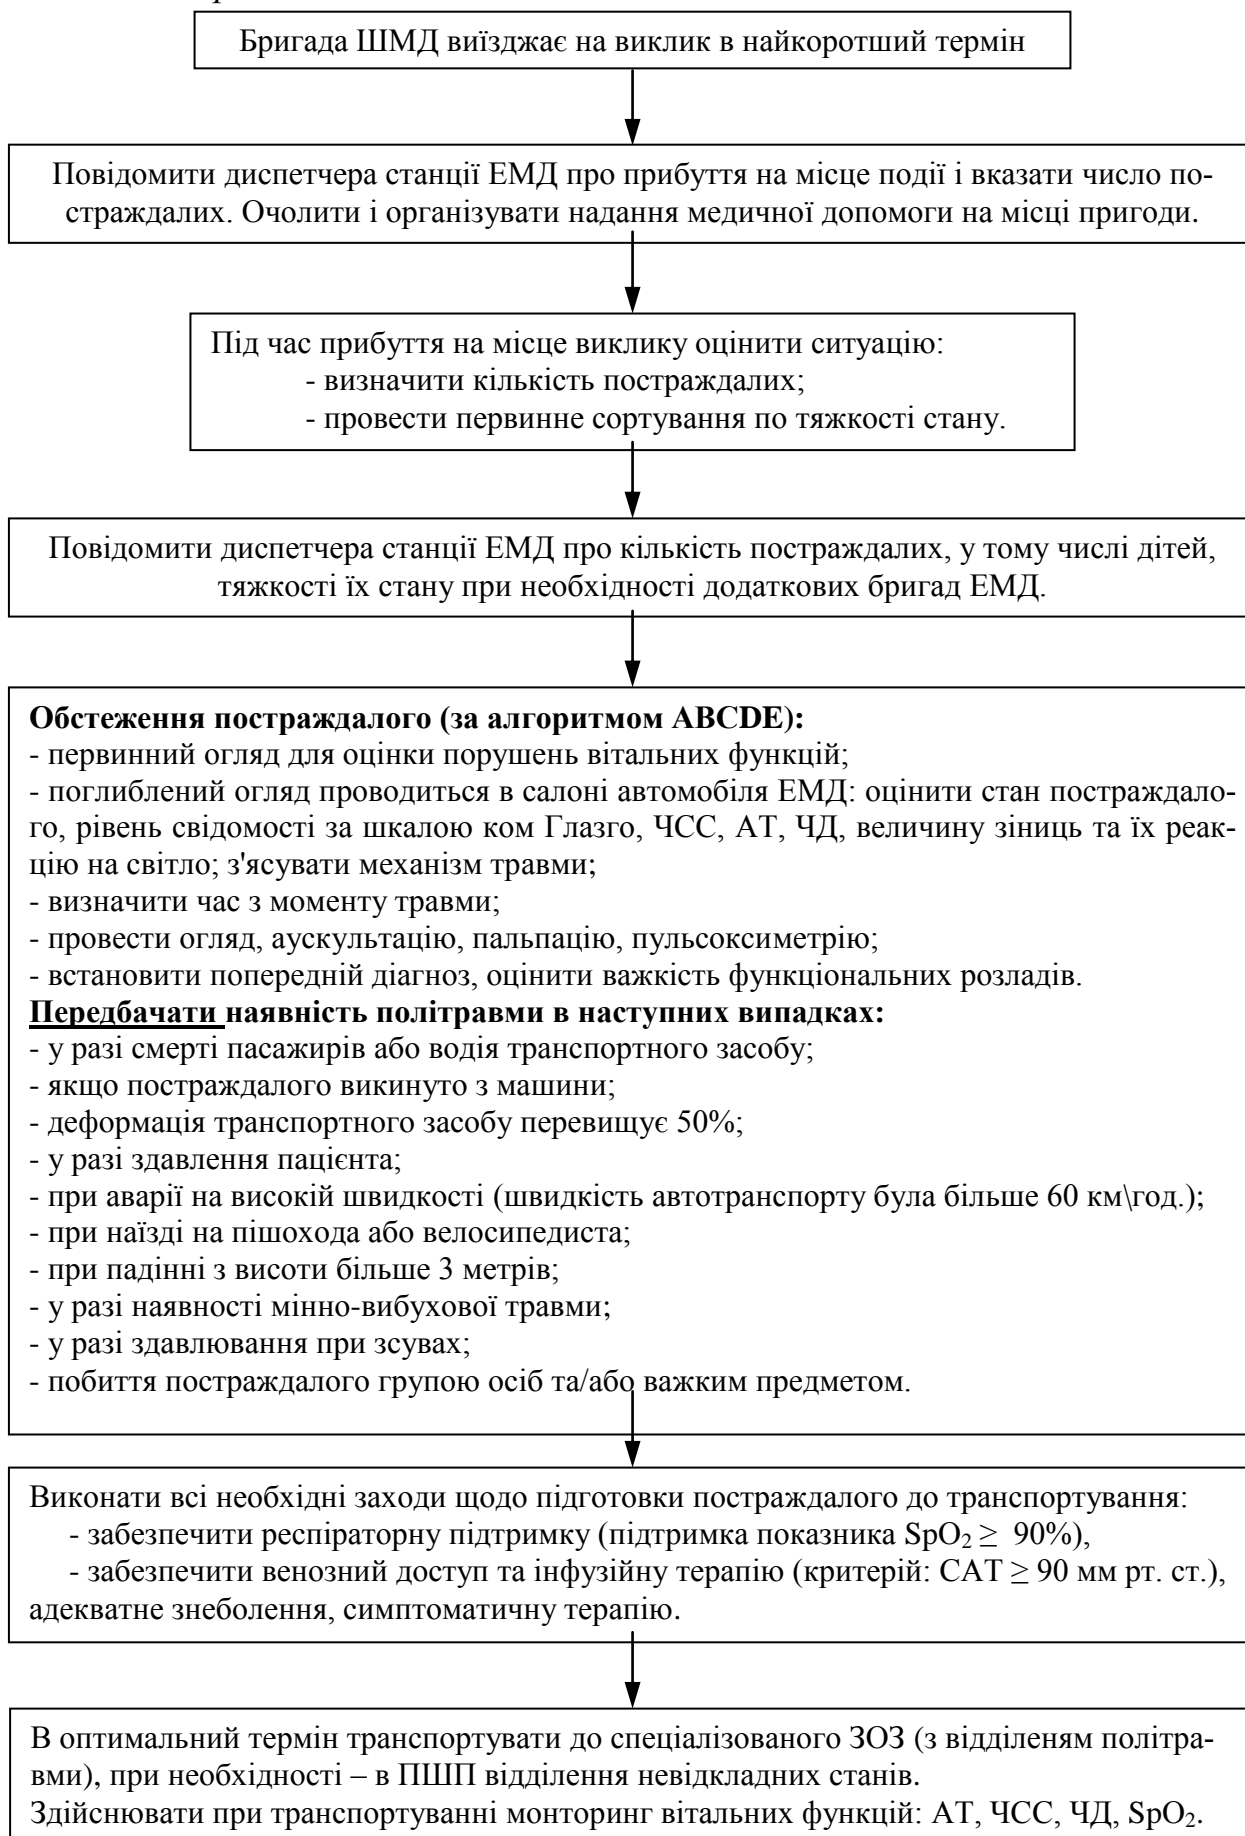 Бригада ШМД виїзджає на виклик в найкоротший термін
Повідомити диспетчера станції ЕМД про прибуття на місце події і вказати число по-
страждалих. Очолити і організувати надання медичної допомоги на місці пригоди.
Під час прибуття на місце виклику оцінити ситуацію:
- визначити кількість постраждалих;
- провести первинне сортування по тяжкості стану.
Повідомити диспетчера станції ЕМД про кількість постраждалих, у тому числі дітей,
тяжкості їх стану при необхідності додаткових бригад ЕМД.
Обстеження постраждалого (за алгоритмом ABCDE):
- первинний огляд для оцінки порушень вітальних функцій;
- поглиблений огляд проводиться в салоні автомобіля ЕМД: оцінити стан постраждало-
го, рівень свідомості за шкалою ком Глазго, ЧСС, АТ, ЧД, величину зіниць та їх реак-
цію на світло; з'ясувати механізм травми;
- визначити час з моменту травми;
- провести огляд, аускультацію, пальпацію, пульсоксиметрію;
- встановити попередній діагноз, оцінити важкість функціональних розладів.
Передбачати наявність політравми в наступних випадках:
- у разі смерті пасажирів або водія транспортного засобу;
- якщо постраждалого викинуто з машини;
- деформація транспортного засобу перевищує 50%;
- у разі здавлення пацієнта;
- при аварії на високій швидкості (швидкість автотранспорту була більше 60 км\год.);
- при наїзді на пішохода або велосипедиста;
- при падінні з висоти більше 3 метрів;
- у разі наявності мінно-вибухової травми;
- у разі здавлювання при зсувах;
- побиття постраждалого групою осіб та/або важким предметом.
Виконати всі необхідні заходи щодо підготовки постраждалого до транспортування:
- забезпечити респіраторну підтримку (підтримка показника SpO₂ ≥ 90%),
- забезпечити венозний доступ та інфузійну терапію (критерій: САТ ≥ 90 мм рт. ст.),
адекватне знеболення, симптоматичну терапію.
В оптимальний термін транспортувати до спеціалізованого ЗОЗ (з відділеням політра-
вми), при необхідності – в ПШП відділення невідкладних станів.
Здійснювати при транспортуванні монторинг вітальних функцій: АТ, ЧСС, ЧД, SpO₂.